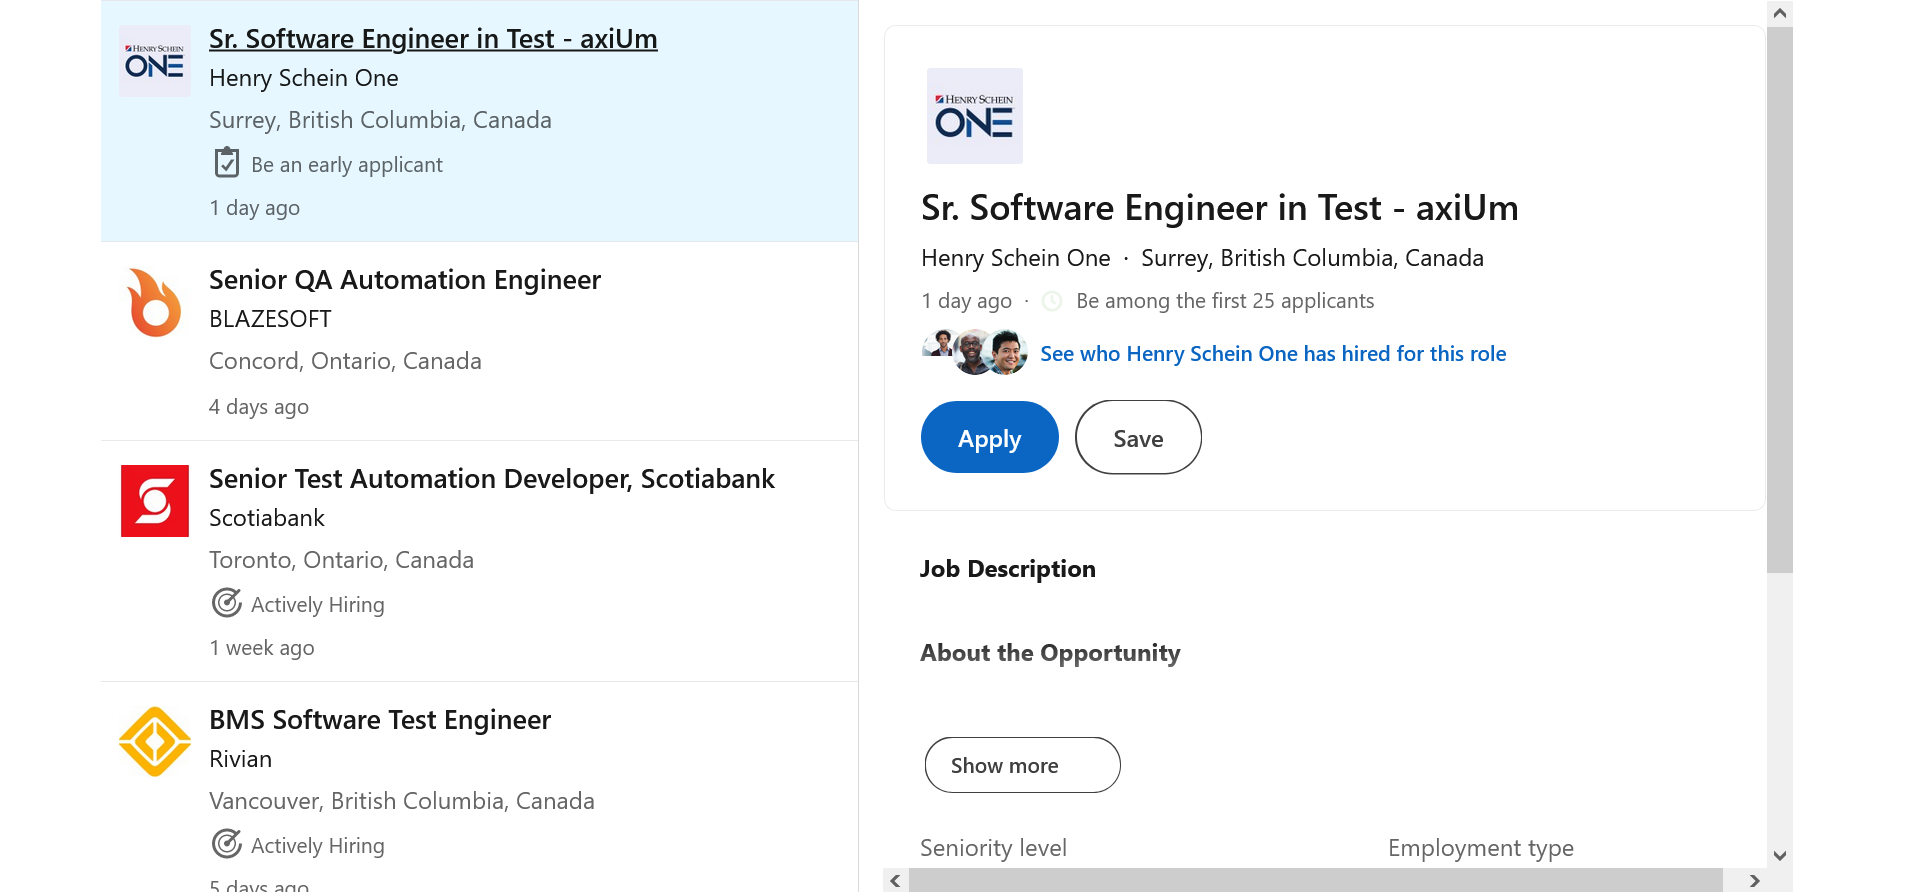 HENRY SCHEIN
ONE
Sr. Software Engineer in Test - axiUm
Henry Schein One
Surrey, British Columbia, Canada
Be an early applicant
1 day ago
Senior QA Automation Engineer
BLAZESOFT
Concord, Ontario, Canada
4 days ago
Senior Test Automation Developer, Scotiabank
Scotiabank
Toronto, Ontario, Canada
Actively Hiring
1 week ago
BMS Software Test Engineer
Rivian
Vancouver, British Columbia, Canada
Actively Hiring
5 days ago
HENRY SCHEIN
ONE
Sr. Software Engineer in Test - axiUm
Henry Schein One · Surrey, British Columbia, Canada
1 day ago · Be among the first 25 applicants
See who Henry Schein One has hired for this role
Apply Save
Job Description
About the Opportunity
Show more
Seniority level Employment type